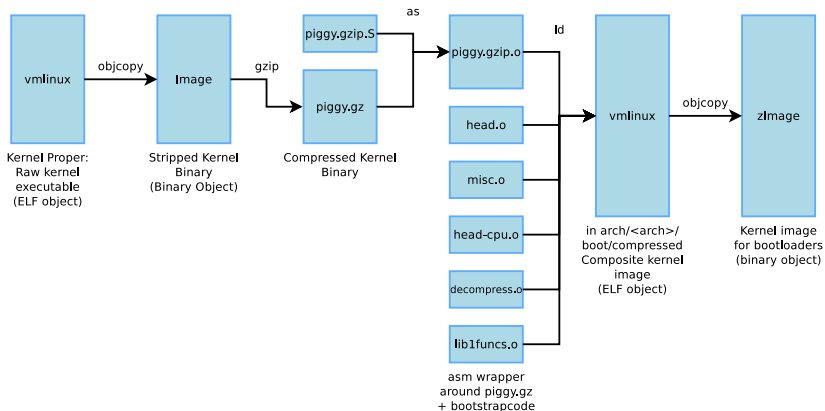 vmlinux
objcopy
Image
gzip
piggy.gzip.S
piggy.gz
as
piggy.gzip.o
head.o
misc.o
head-cpu.o
decompress.o
lib1funcs.o
ld
vmlinux
objcopy
zImage
Kernel Proper:
Raw kernel
executable
(ELF object)
Stripped Kernel
Binary
(Binary Object)
Compressed Kernel
Binary
asm wrapper
around piggy.gz
+ bootstrapcode
in arch/<arch>/
boot/compressed
Composite kernel
image
(ELF object)
Kernel image
for bootloaders
(binary object)